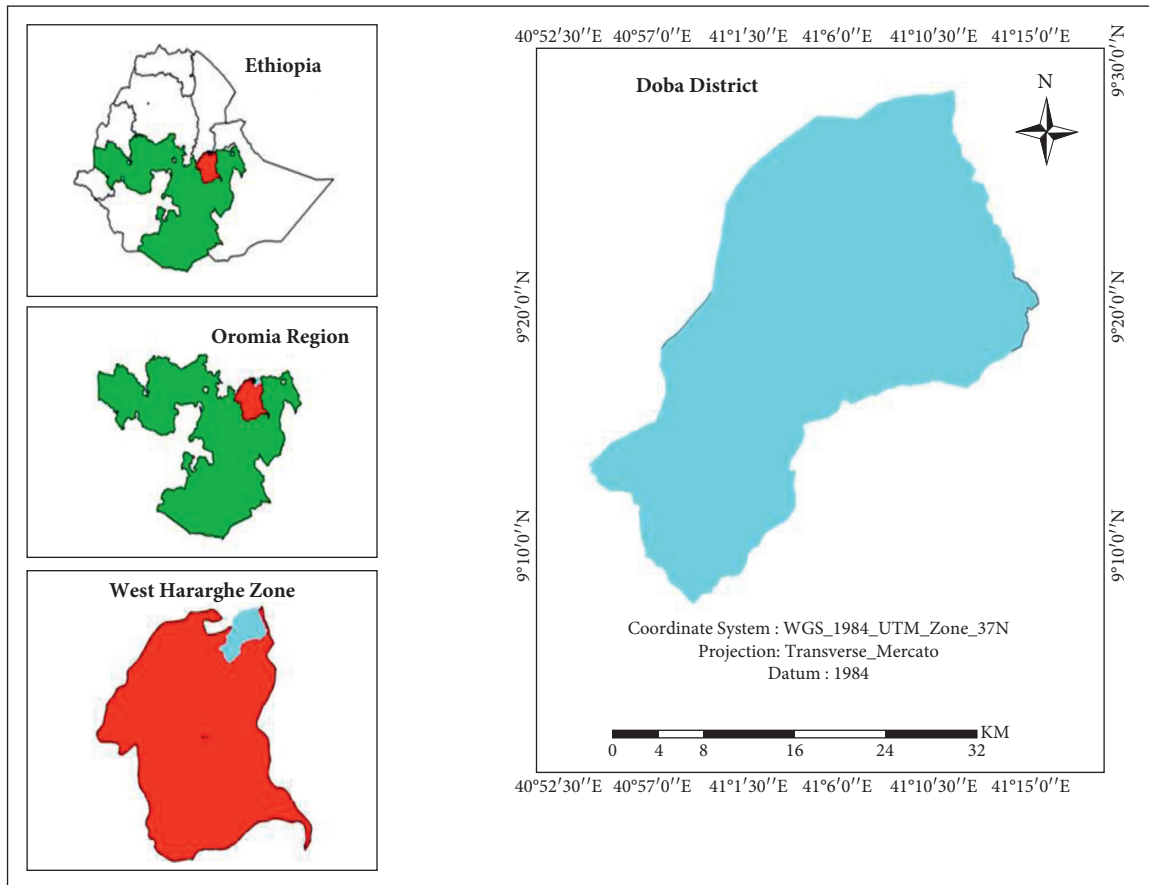 Ethiopia
Oromia Region
West Hararghe Zone
40°52′30′′E 40°57′0′′E 41°1′30′′E 41°6′0′′E 41°10′30′′E 41°15′0′′E
Doba District
N
9°30′0′′N
9°20′0′′N
9°20′0′′N
9°10′0′′N
9°10′0′′N
Coordinate System : WGS_1984_UTM_Zone_37N
Projection: Transverse_Mercato
Datum : 1984
KM
0 4 8 16 24 32
40°52′30′′E 40°57′0′′E 41°1′30′′E 41°6′0′′E 41°10′30′′E 41°15′0′′E